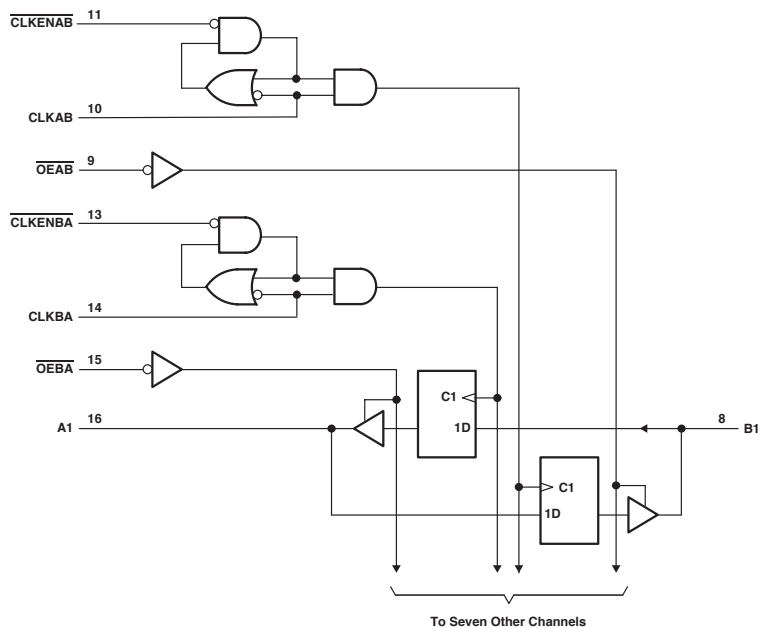 CLKENAB 11
CLKAB 10
OEAB 9
CLKENBA 13
CLKBA 14
OEBA 15
C1
A1 16
1D
8 B1
C1
1D
To Seven Other Channels